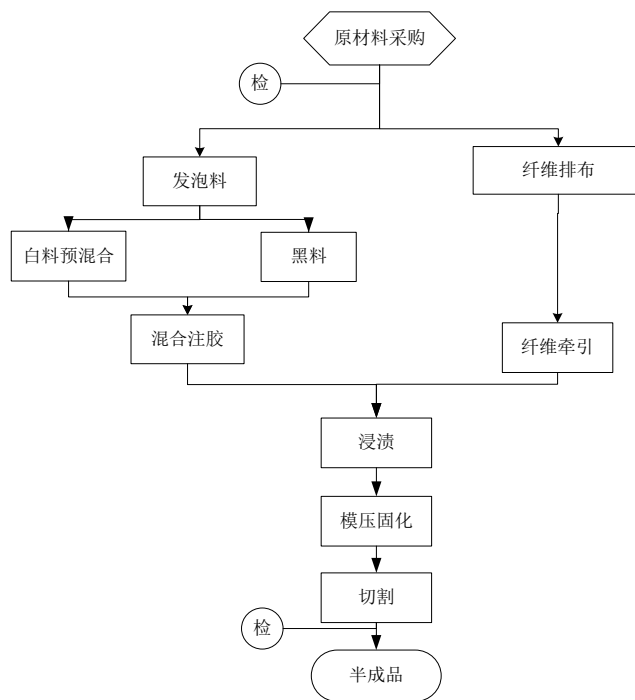 原材料采购
检
发泡料
纤维排布
白料预混合
黑料
混合注胶
纤维牵引
浸渍
模压固化
切割
检
半成品